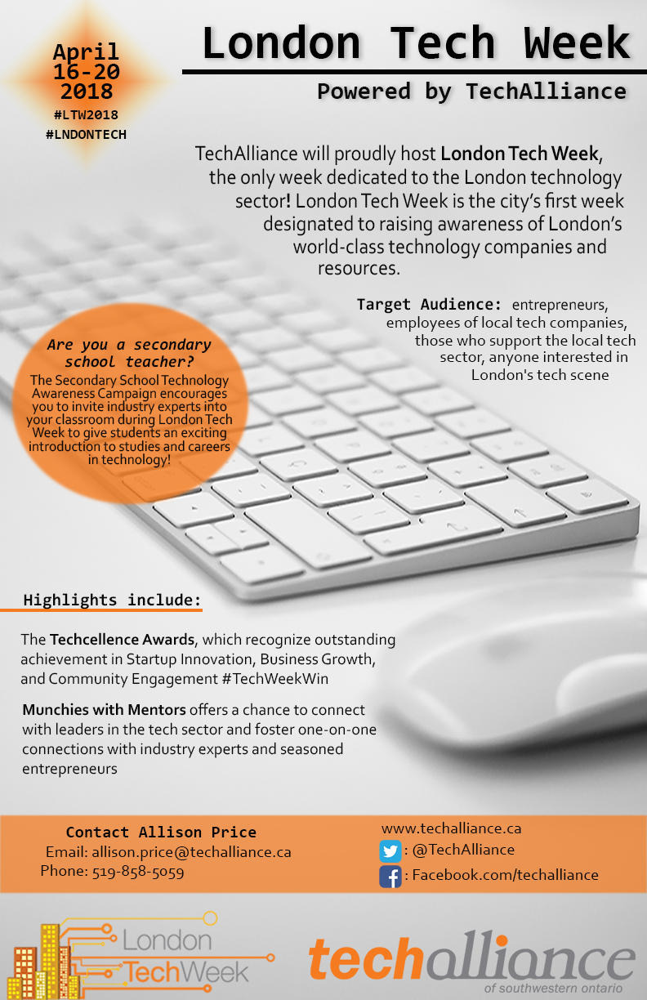 April
16-20
2018
#LTW2018
#LNDONTECH
London Tech Week
Powered by TechAlliance
TechAlliance will proudly host London Tech Week,
the only week dedicated to the London technology
sector! London Tech Week is the city's first week
designated to raising awareness of London's
world-class technology companies and
resources.
Target Audience: entrepreneurs,
employees of local tech companies,
those who support the local tech
sector, anyone interested in
London's tech scene
Are you a secondary
school teacher?
The Secondary School Technology
Awareness Campaign encourages
you to invite industry experts into
your classroom during London Tech
Week to give students an exciting
introduction to studies and careers
in technology!
Highlights include:
The Techcellence Awards, which recognize outstanding
achievement in Startup Innovation, Business Growth,
and Community Engagement #TechWeekWin
Munchies with Mentors offers a chance to connect
with leaders in the tech sector and foster one-on-one
connections with industry experts and seasoned
entrepreneurs
Contact Allison Price
Email: allison.price@techalliance.ca
Phone: 519-858-5059
www.techalliance.ca
: @TechAlliance
: Facebook.com/techalliance
London
TechWeek
techalliance
of southwestern ontario